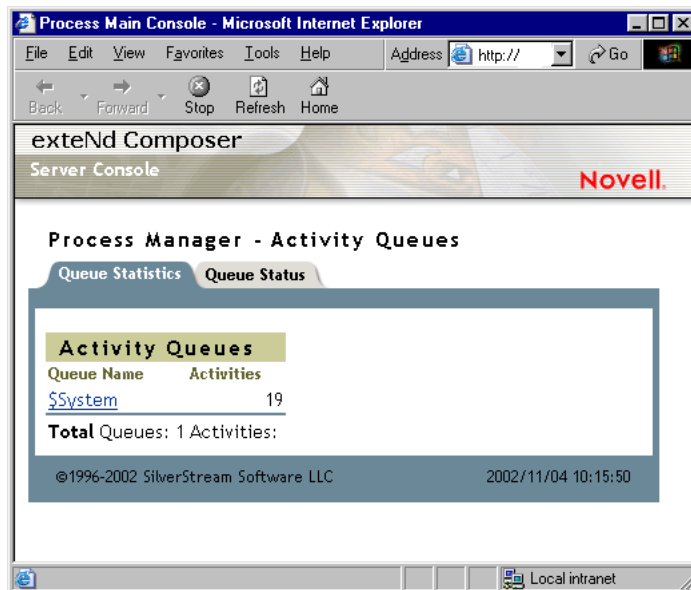 Process Main Console - Microsoft Internet Explorer
File Edit View Favorites Tools Help Address http:// Go
Back Forward Stop Refresh Home
exteNd Composer
Server Console
Novell.
Process Manager - Activity Queues
Queue Statistics Queue Status
Activity Queues
Queue Name Activities
$System 19
Total Queues: 1 Activities:
©1996-2002 SilverStream Software LLC 2002/11/04 10:15:50
Local intranet